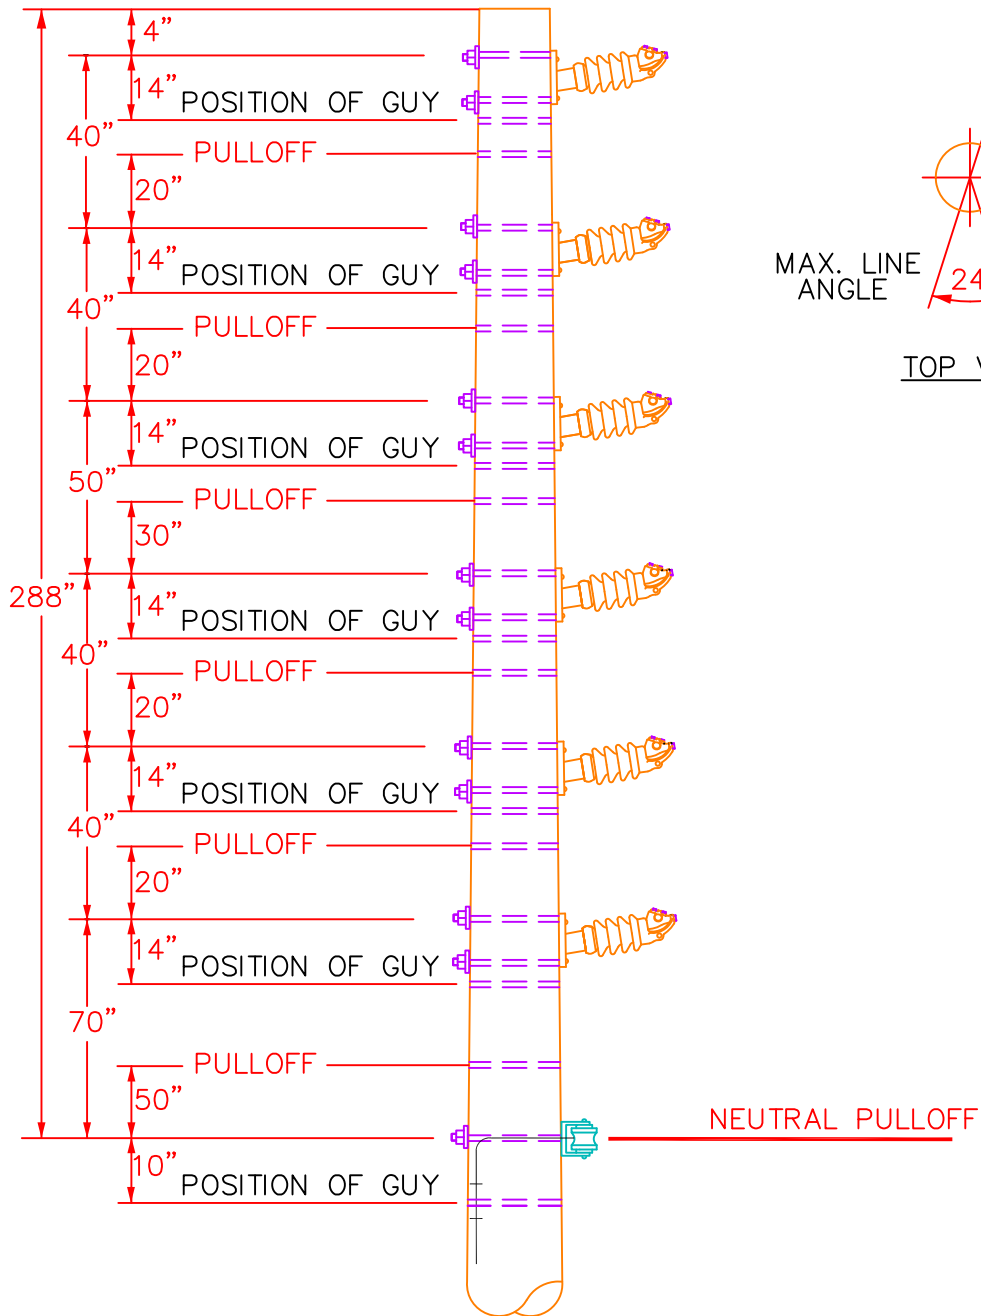 4"
14"
POSITION OF GUY
40"
PULLOFF
20"
14"
POSITION OF GUY
40"
PULLOFF
20"
14"
POSITION OF GUY
50"
PULLOFF
30"
288"
14"
POSITION OF GUY
40"
PULLOFF
20"
14"
POSITION OF GUY
40"
PULLOFF
20"
14"
POSITION OF GUY
70"
PULLOFF
50"
NEUTRAL PULLOFF
10"
POSITION OF GUY
MAX. LINE
ANGLE
24
TOP